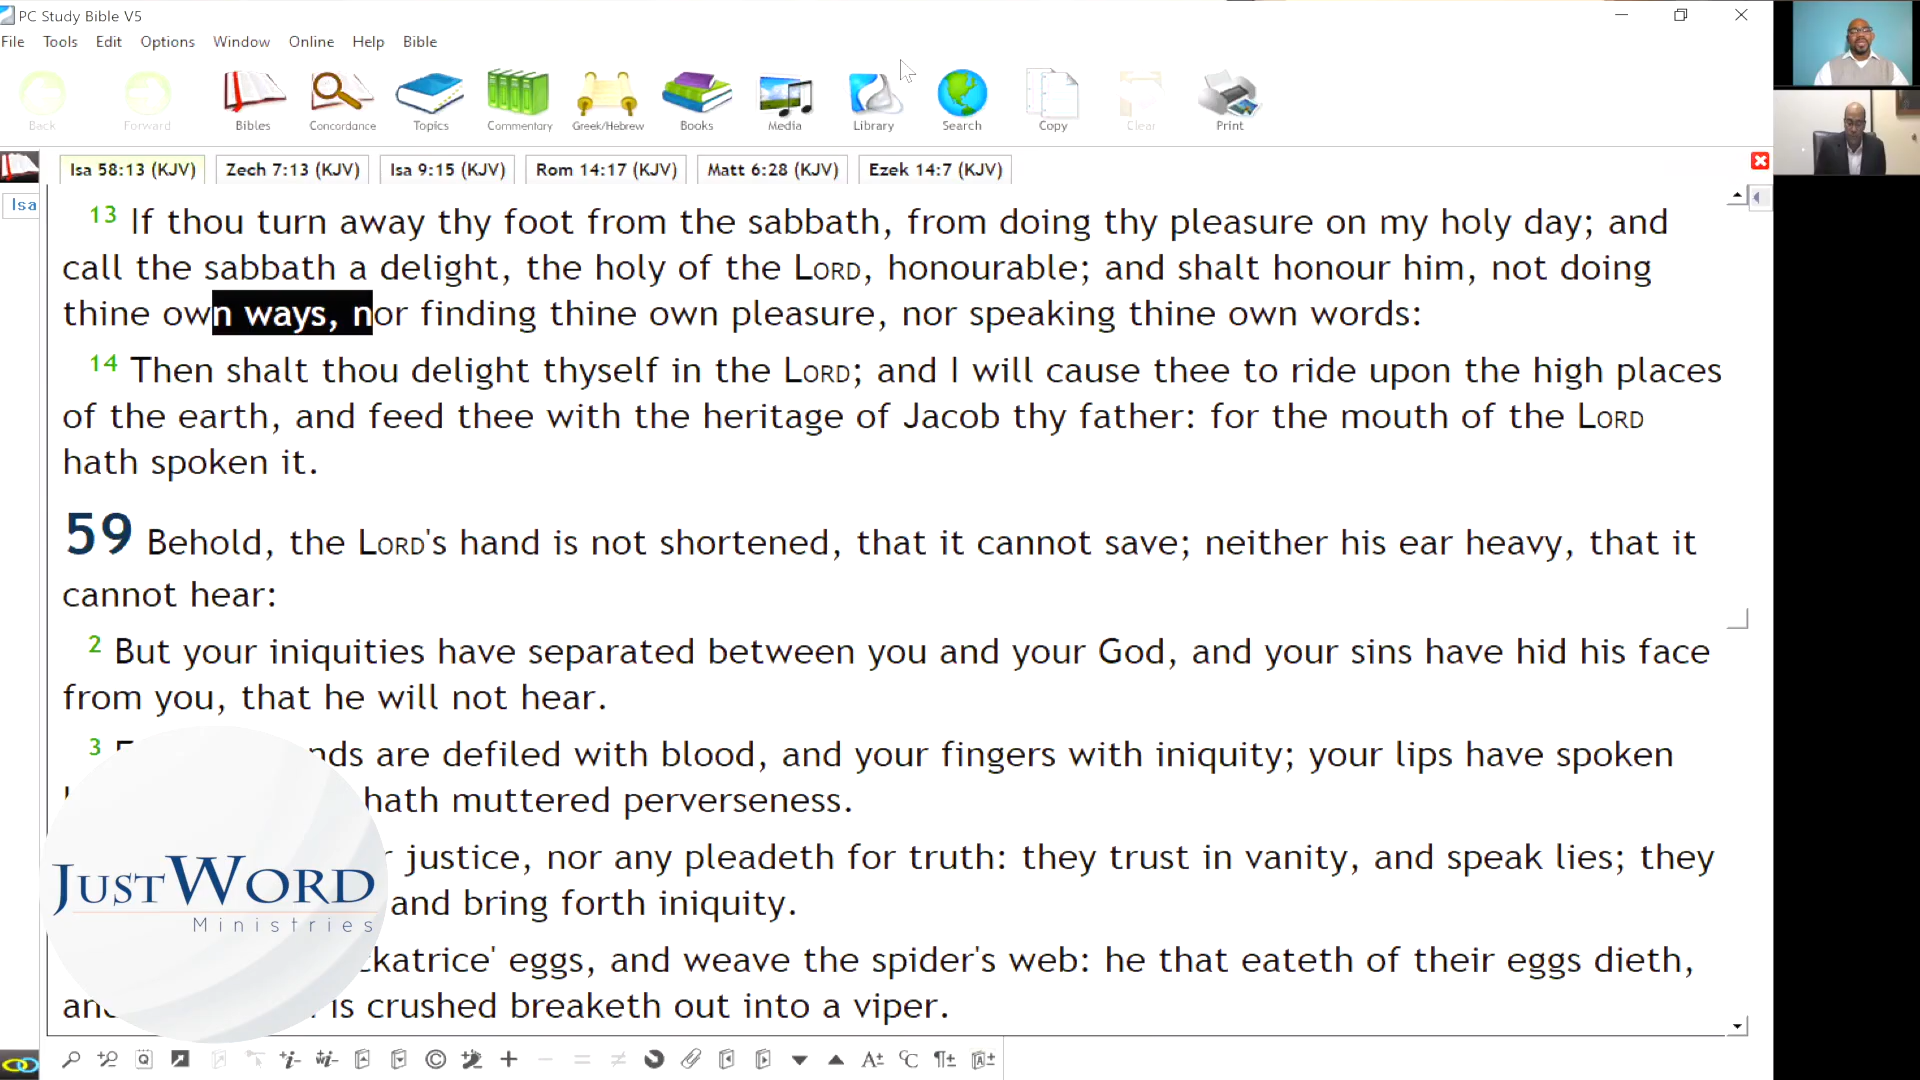 PC Study Bible V5
File Tools Edit Options Window Online Help Bible
Back Forward Bibles Concordance Topics Commentary Greek/Hebrew Books Media Library Search Copy Clear Print
Isa 58:13 (KJV) Zech 7:13 (KJV) Isa 9:15 (KJV) Rom 14:17 (KJV) Matt 6:28 (KJV) Ezek 14:7 (KJV)
Isa
13 If thou turn away thy foot from the sabbath, from doing thy pleasure on my holy day; and
call the sabbath a delight, the holy of the LORD, honourable; and shalt honour him, not doing
thine own ways, nor finding thine own pleasure, nor speaking thine own words:
14 Then shalt thou delight thyself in the LORD; and I will cause thee to ride upon the high places
of the earth, and feed thee with the heritage of Jacob thy father: for the mouth of the LORD
hath spoken it.
59 Behold, the LORD's hand is not shortened, that it cannot save; neither his ear heavy, that it
cannot hear:
2 But your iniquities have separated between you and your God, and your sins have hid his face
from you, that he will not hear.
3 are defiled with blood, and your fingers with iniquity; your lips have spoken
hath muttered perverseness.
justice, nor any pleadeth for truth: they trust in vanity, and speak lies; they
and bring forth iniquity.
eggs, and weave the spider's web: he that eateth of their eggs dieth,
is crushed breaketh out into a viper.
JUSTWORD
Ministries